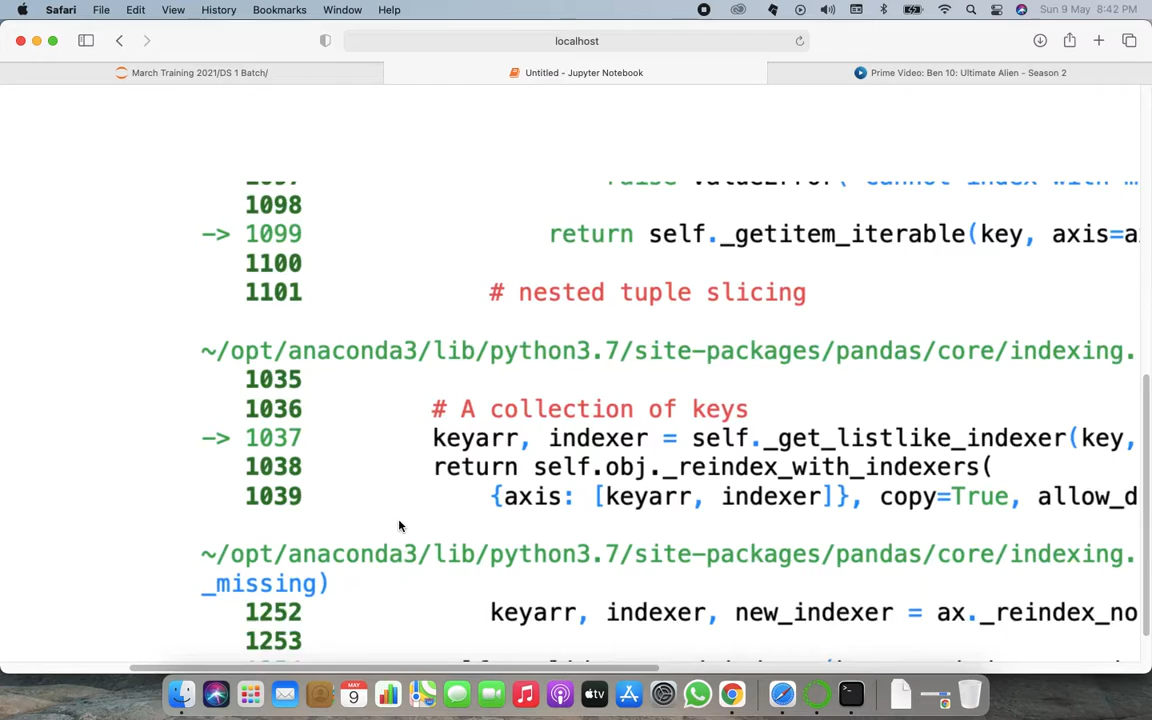 Safari File Edit View History Bookmarks Window Help Sun 9 May 8:42 PM
localhost
March Training 2021/DS 1 Batch/ Untitled - Jupyter Notebook Prime Video: Ben 10: Ultimate Alien - Season 2
1098
-> 1099 return self._getitem_iterable(key, axis=a
1100
1101 # nested tuple slicing
~/opt/anaconda3/lib/python3.7/site-packages/pandas/core/indexing.
1035
1036 # A collection of keys
-> 1037 keyarr, indexer = self._get_listlike_indexer(key,
1038 return self.obj._reindex_with_indexers(
1039 {axis: [keyarr, indexer]}, copy=True, allow_d
~/opt/anaconda3/lib/python3.7/site-packages/pandas/core/indexing.
_missing)
1252 keyarr, indexer, new_indexer = ax._reindex_no
1253
MAY
9
tv